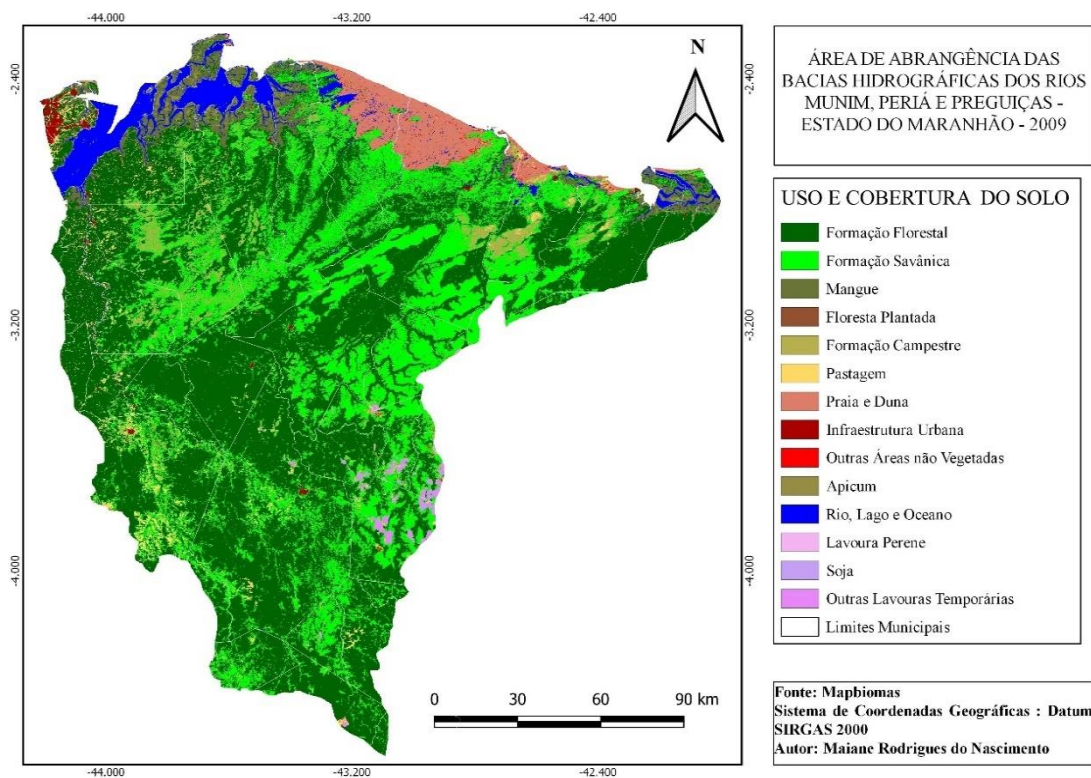 -44.000
-43.200
-42.400
-2.400
-2.400
N
-3.200
-3.200
-4.000
-4.000
0
30
60
90 km
-44.000
-43.200
-42.400
ÁREA DE ABRANGÊNCIA DAS
BACIAS HIDROGRÁFICAS DOS RIOS
MUNIM, PERIÁ E PREGUIÇAS -
ESTADO DO MARANHÃO - 2009
USO E COBERTURA DO SOLO
Formação Florestal
Formação Savânica
Mangue
Floresta Plantada
Formação Campestre
Pastagem
Praia e Duna
Infraestrutura Urbana
Outras Áreas não Vegetadas
Apicum
Rio, Lago e Oceano
Lavoura Perene
Soja
Outras Lavouras Temporárias
Limites Municipais
Fonte: Mapbiomas
Sistema de Coordenadas Geográficas : Datum
SIRGAS 2000
Autor: Maiane Rodrigues do Nascimento